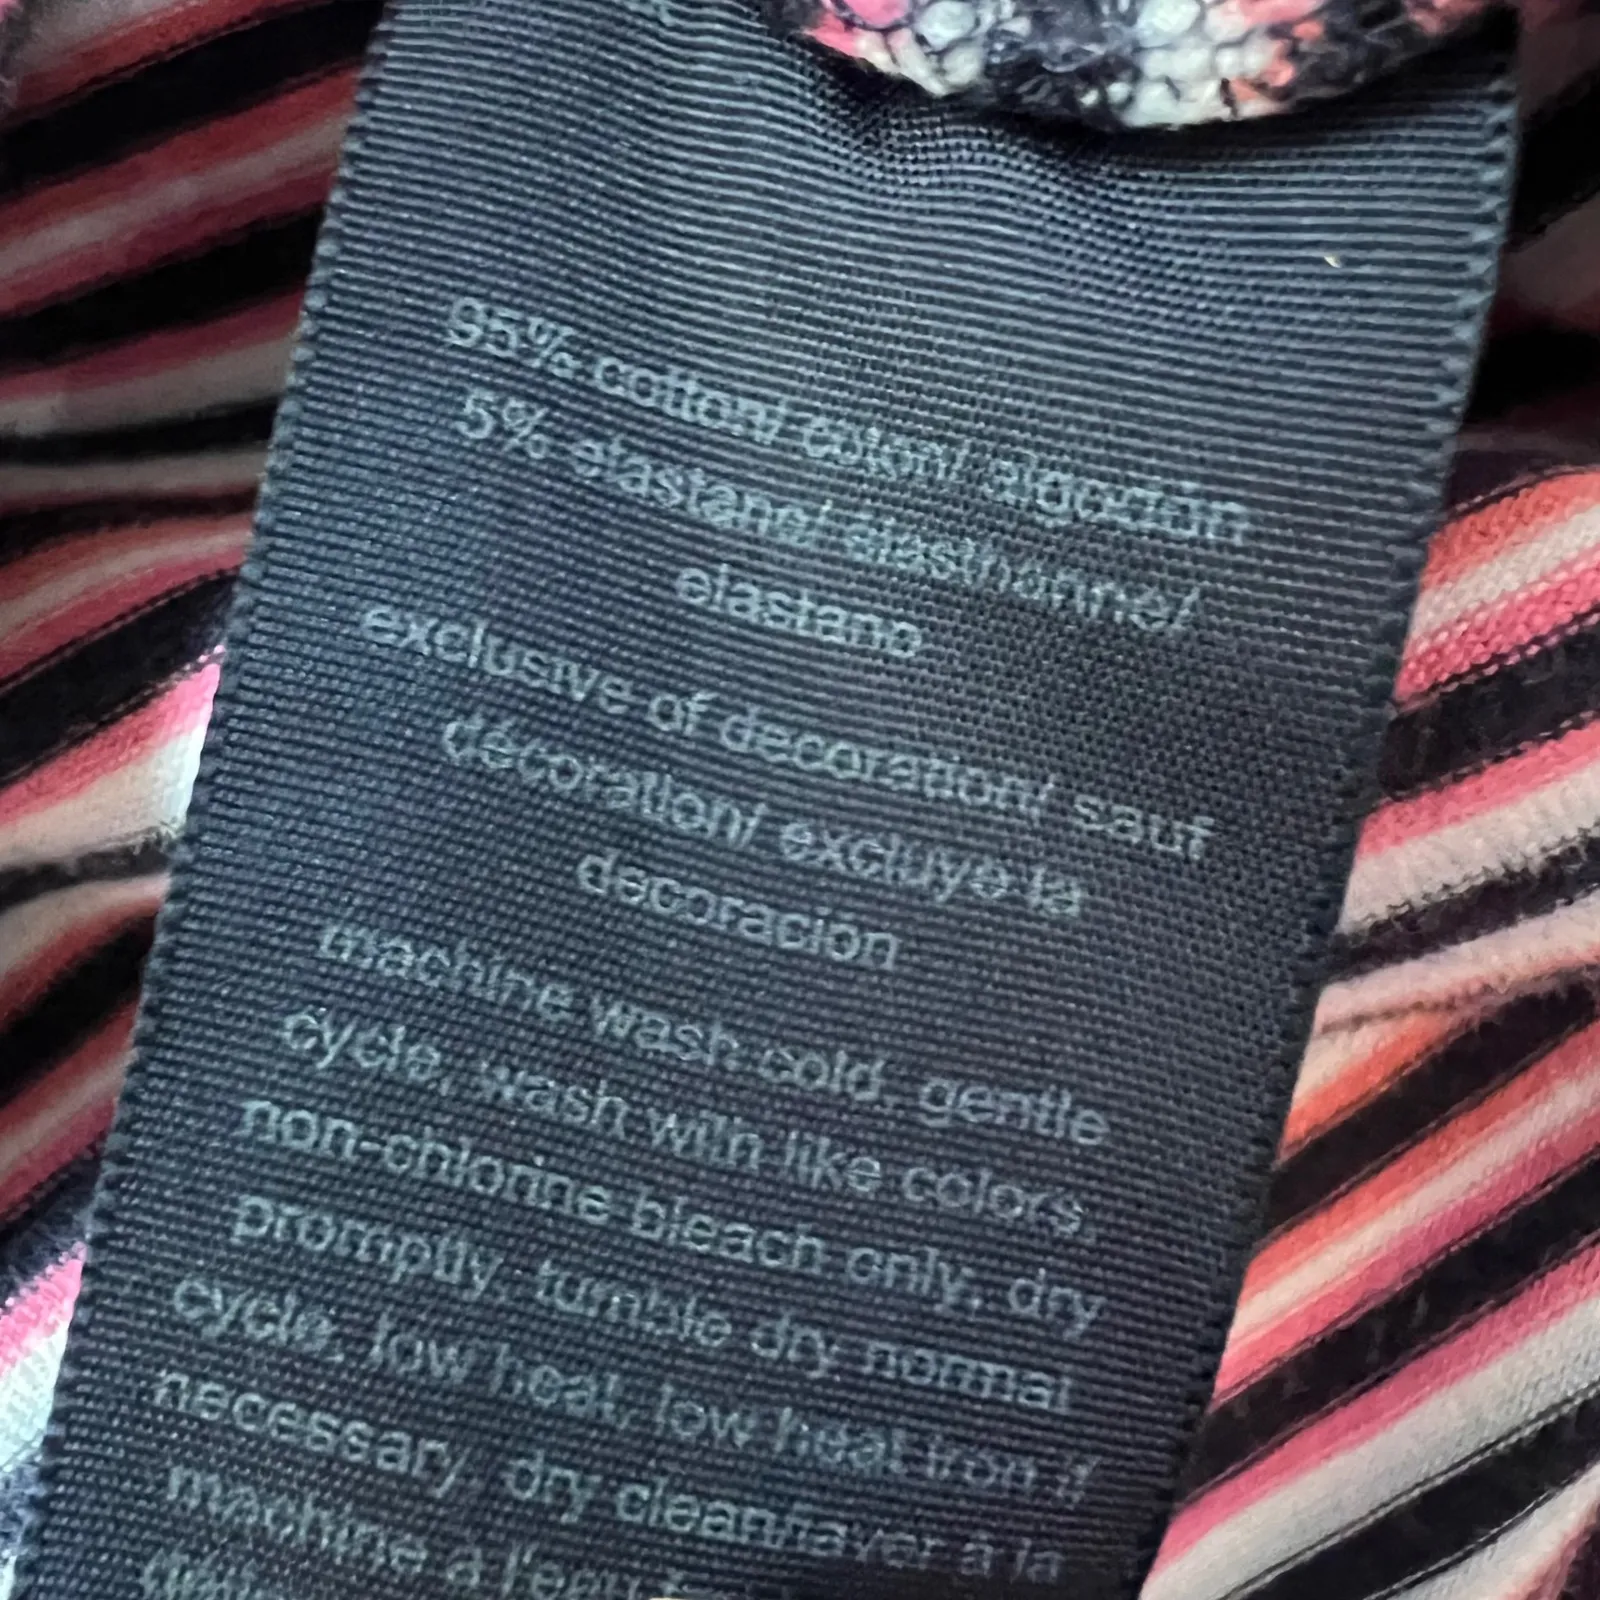 95% cotton/ coton/ algodón
5% elastane/ élasthanne/
elastano
exclusive of decoration/ sauf
décoration/ excluye la
decoración
machine wash cold, gentle
cycle, wash with like colors,
non-chlorine bleach only, dry
promptly, tumble dry normal
cycle, low heat, low heat iron if
necessary, dry clean/laver à la
machine à l'eau